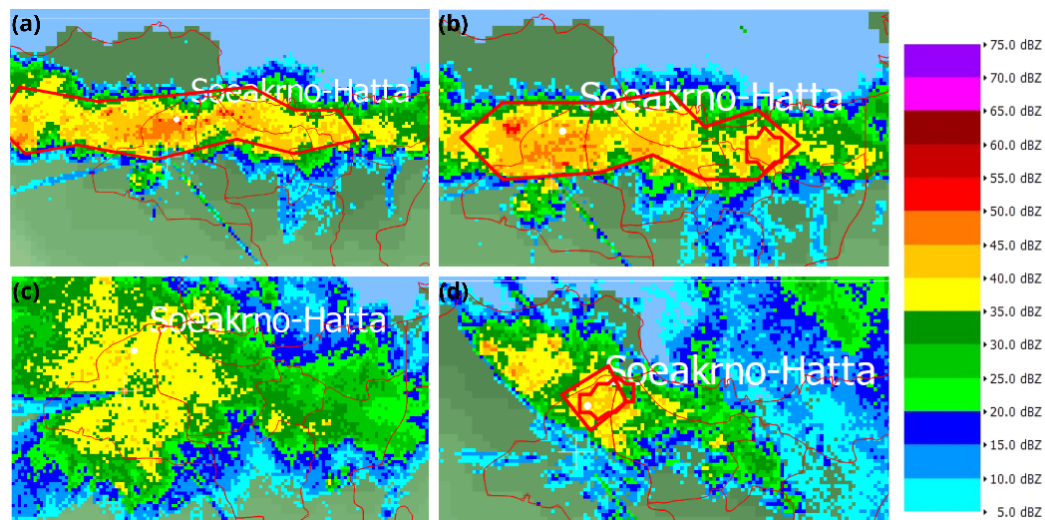 (a)
Soeakrno-Hatta
(b)
Soeakrno-Hatta
(c)
Soeakrno-Hatta
(d)
Soeakrno-Hatta
75.0 dBZ
70.0 dBZ
65.0 dBZ
60.0 dBZ
55.0 dBZ
50.0 dBZ
45.0 dBZ
40.0 dBZ
35.0 dBZ
30.0 dBZ
25.0 dBZ
20.0 dBZ
15.0 dBZ
10.0 dBZ
5.0 dBZ